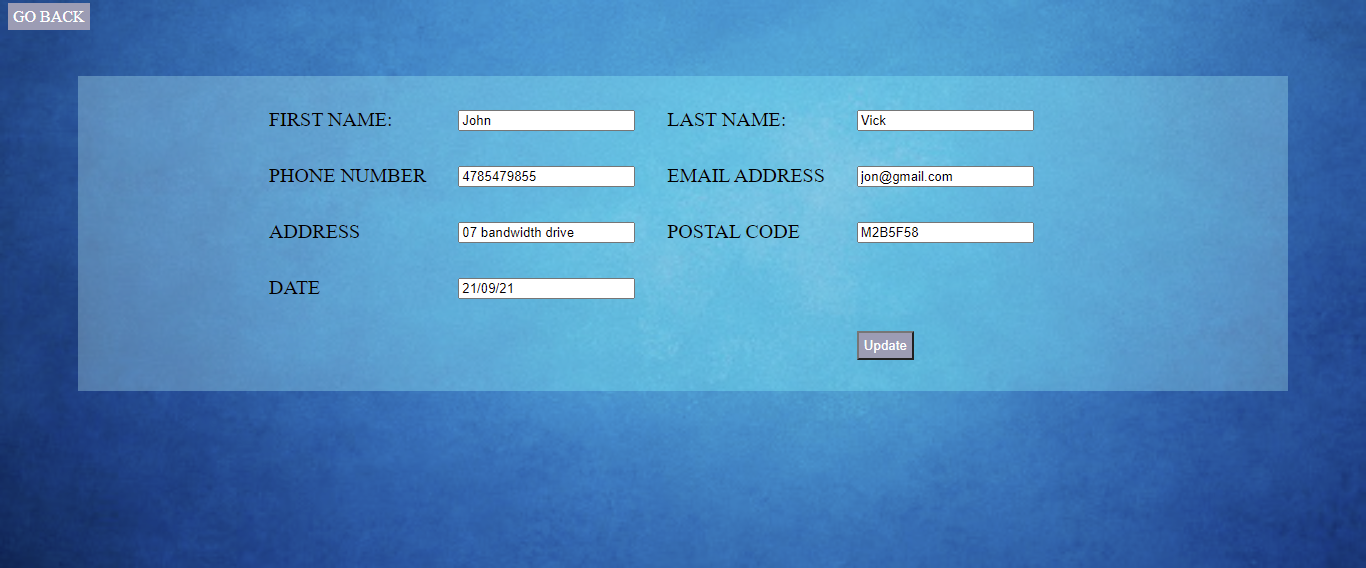 GO BACK
FIRST NAME: John LAST NAME: Vick
PHONE NUMBER 4785479855 EMAIL ADDRESS jon@gmail.com
ADDRESS 07 bandwidth drive POSTAL CODE M2B5F58
DATE 21/09/21
Update